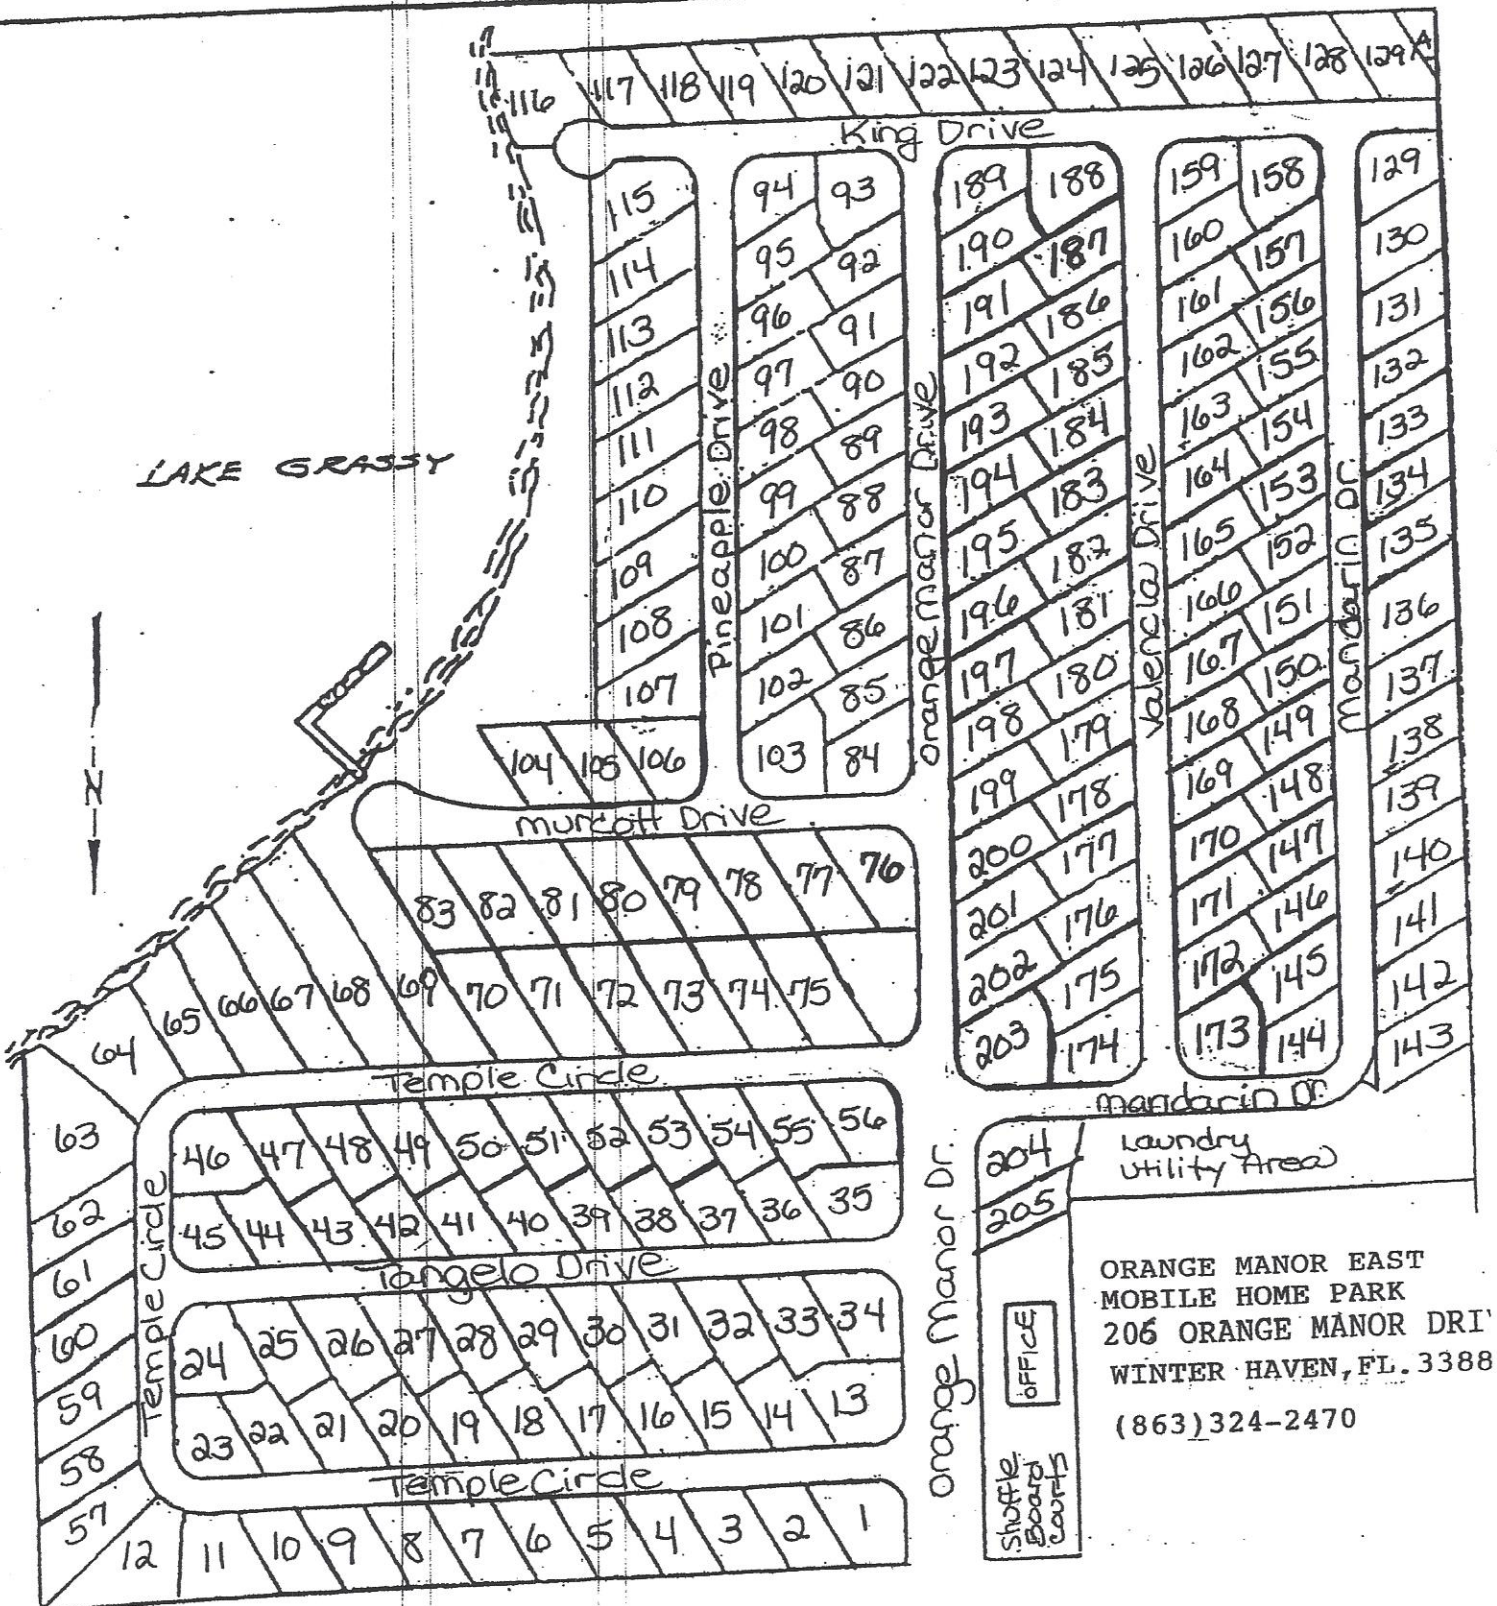 116 117 118 119 120 121 122 123 124 125 126 127 128 129A
King Drive
115
114
113
112
111
110
109
108
107
104 105 106
Pineapple Drive
94 93
95 92
96 91
97 90
98 89
99 88
100 87
101 86
102 85
103 84
Orange Manor Drive
189 188
190 187
191 186
192 185
193 184
194 183
195 182
196 181
197 180
198 179
199 178
200 177
201 176
202 175
203 174
Valencia Drive
159 158
160 157
161 156
162 155
163 154
164 153
165 152
166 151
167 150
168 149
169 148
170 147
171 146
172 145
173 144
Mandarin Dr.
129
130
131
132
133
134
135
136
137
138
139
140
141
142
143
LAKE GRASSY
N
Murcott Drive
83 82 81 80 79 78 77 76
64 65 66 67 68 69 70 71 72 73 74 75
Temple Circle
Mandarin Dr.
63
62
61
60
59
58
57
Temple Circle
46 47 48 49 50 51 52 53 54 55 56
45 44 43 42 41 40 39 38 37 36 35
Tangelo Drive
24 25 26 27 28 29 30 31 32 33 34
23 22 21 20 19 18 17 16 15 14 13
Temple Circle
12 11 10 9 8 7 6 5 4 3 2 1
Orange Manor Dr.
204
205
Laundry
Utility Area
OFFICE
Shuffle
Board
Courts
ORANGE MANOR EAST
MOBILE HOME PARK
206 ORANGE MANOR DRI
WINTER HAVEN, FL. 3388
(863)324-2470